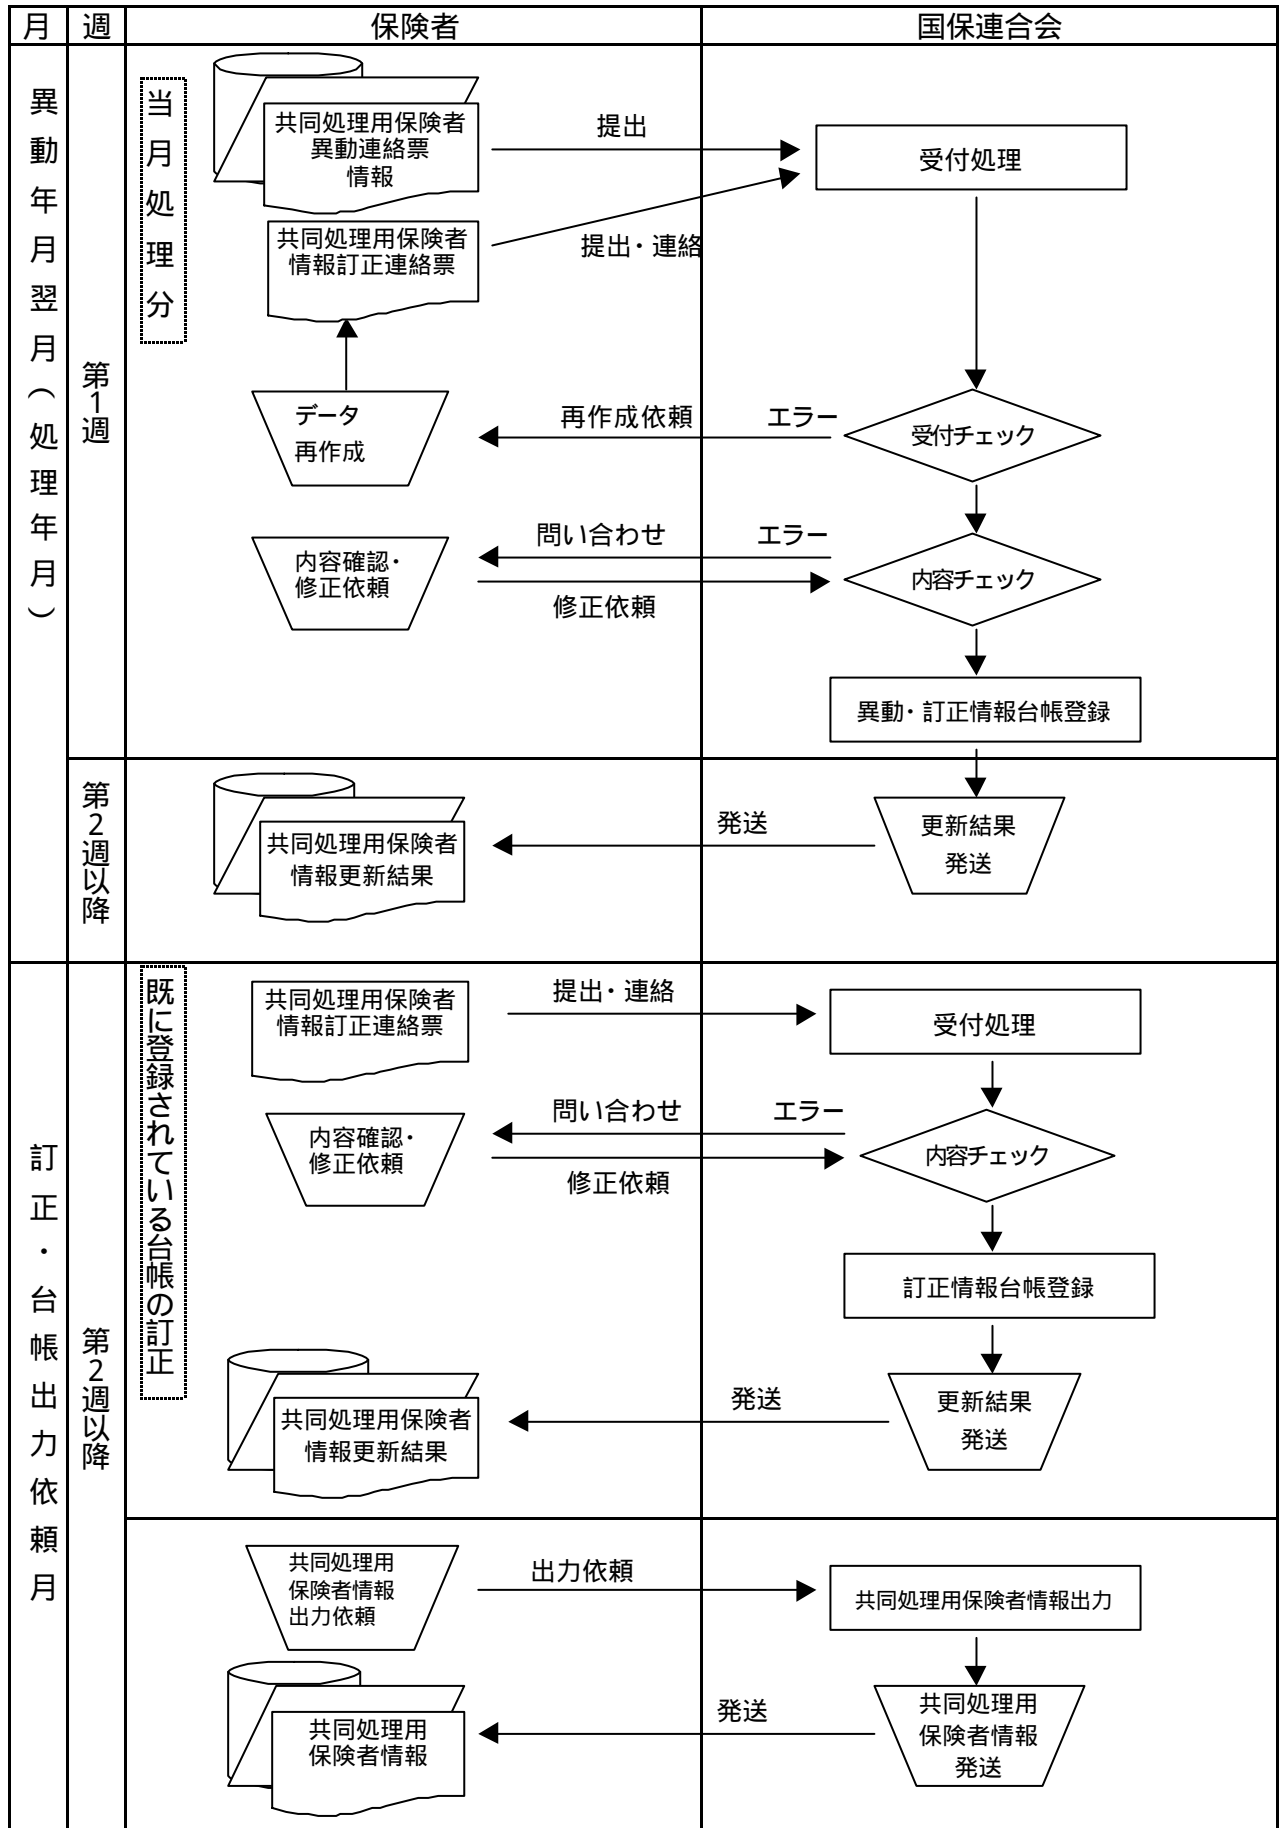 月
週
保険者
国保連合会
異動年月翌月（処理年月）
第1週
当月処理分
共同処理用保険者
異動連絡票
情報
提出
受付処理
共同処理用保険者
情報訂正連絡票
提出・連絡
データ
再作成
再作成依頼
エラー
受付チェック
内容確認・
修正依頼
問い合わせ
エラー
修正依頼
内容チェック
異動・訂正情報台帳登録
第2週以降
共同処理用保険者
情報更新結果
発送
更新結果
発送
訂正・台帳出力依頼月
第2週以降
既に登録されている台帳の訂正
共同処理用保険者
情報訂正連絡票
提出・連絡
受付処理
内容確認・
修正依頼
問い合わせ
エラー
修正依頼
内容チェック
訂正情報台帳登録
共同処理用保険者
情報更新結果
発送
更新結果
発送
共同処理用
保険者情報
出力依頼
出力依頼
共同処理用保険者情報出力
共同処理用
保険者情報
発送
共同処理用
保険者情報
発送